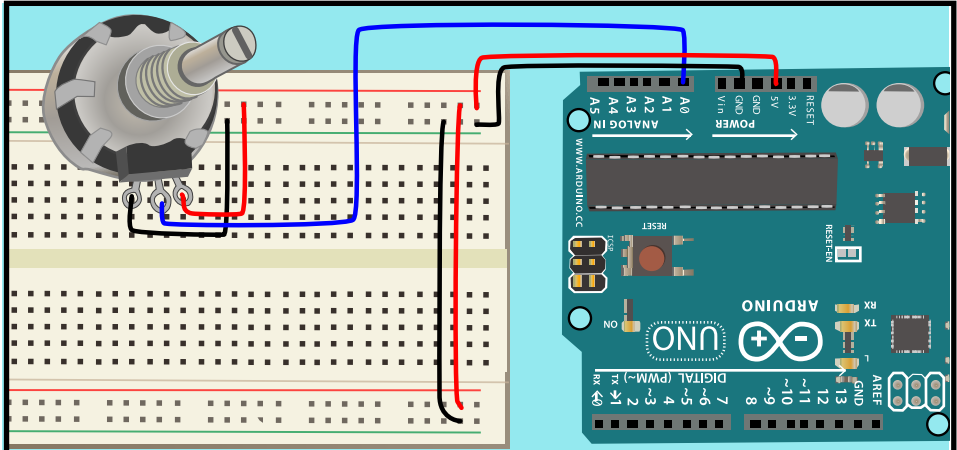 A5 A4 A3 A2 A1 A0
Vin GND GND 5V 3.3V RESET
ANALOG IN
POWER
WWW.ARDUINO.CC
RESET
ICSP
RESET-EN
ON
UNO
ARDUINO
RX
TX
L
DIGITAL (PWM ~)
RX 0 TX 1 2 ~3 4 ~5 ~6 7
8 ~9 ~10 ~11 12 13 GND AREF